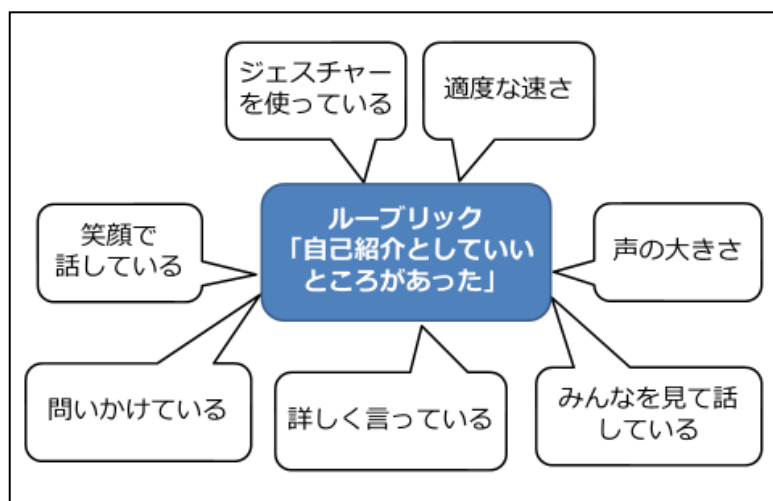 ジェスチャー
を使っている
適度な速さ
笑顔で
話している
ルーブリック
「自己紹介としていい
ところがあった」
声の大きさ
問いかけている
詳しく言っている
みんなを見て話
している